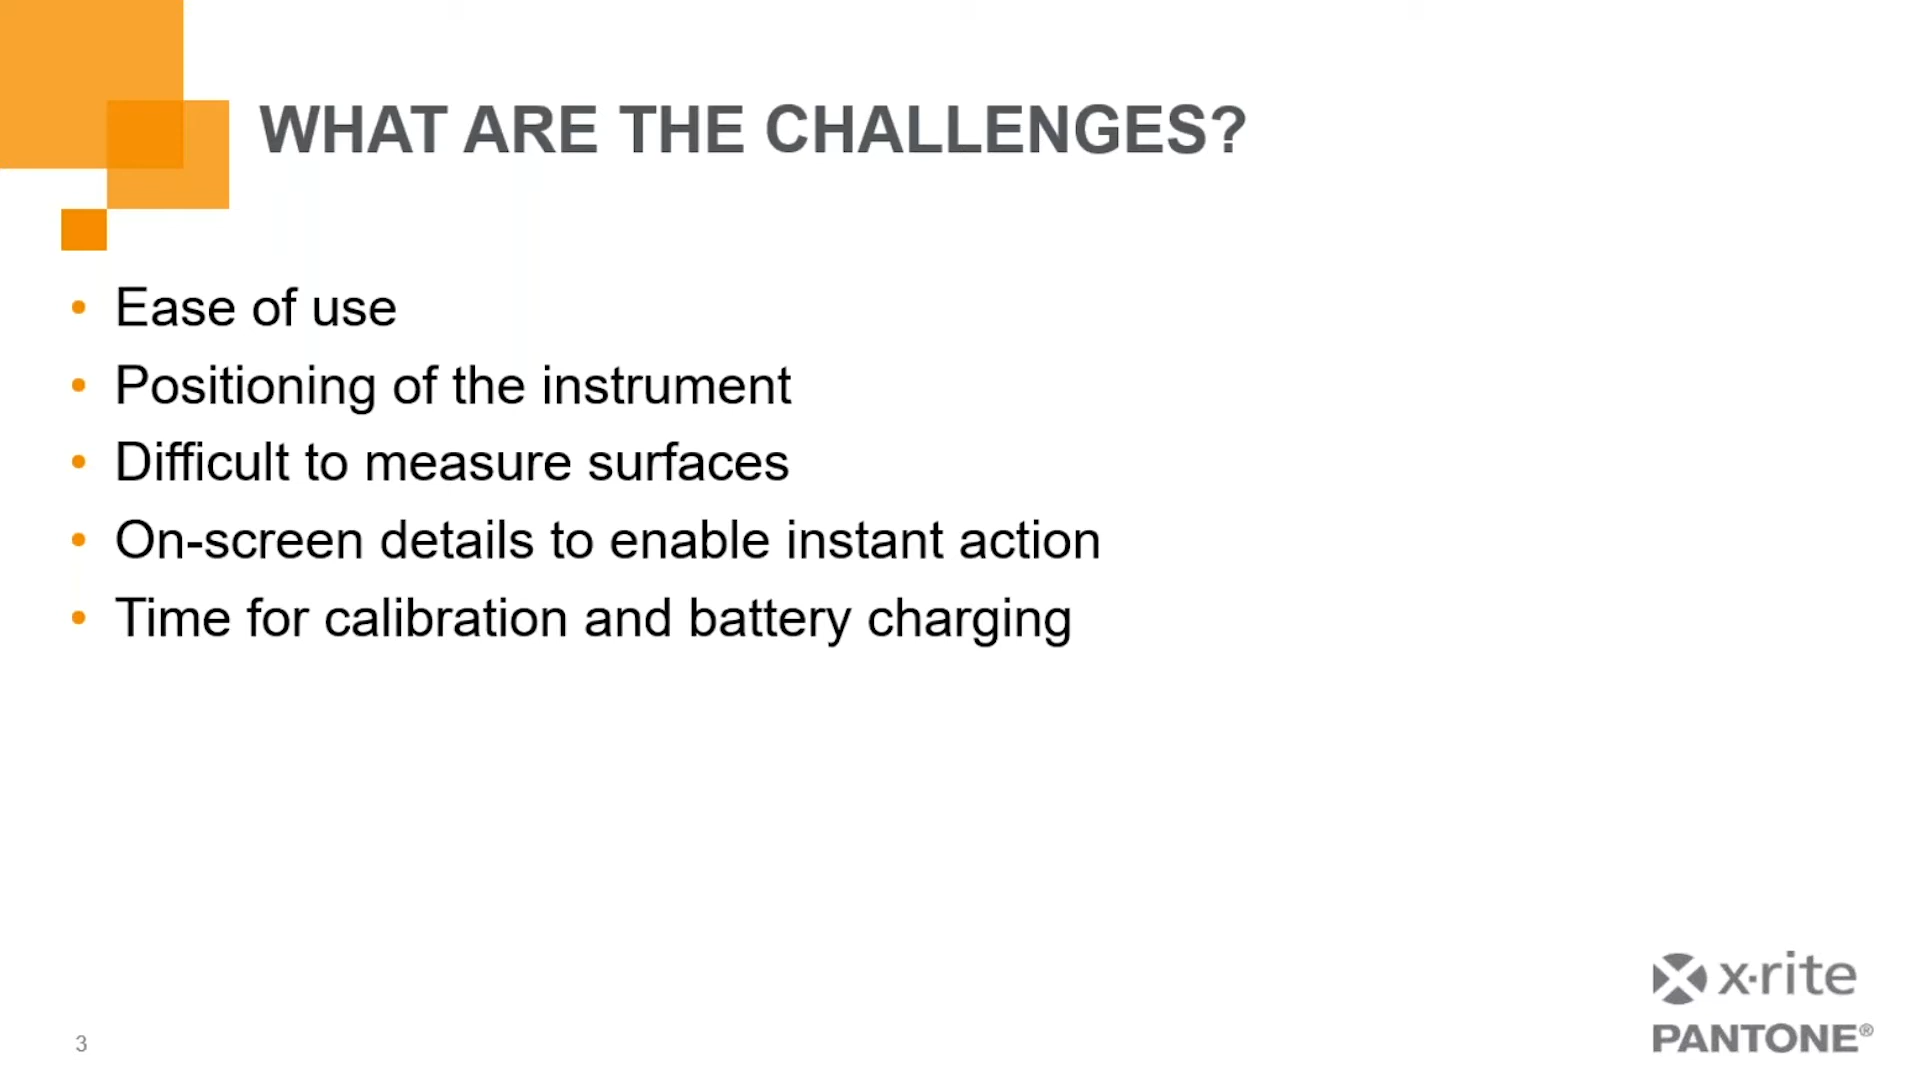 WHAT ARE THE CHALLENGES?
• Ease of use
• Positioning of the instrument
• Difficult to measure surfaces
• On-screen details to enable instant action
• Time for calibration and battery charging
x·rite
PANTONE®
3